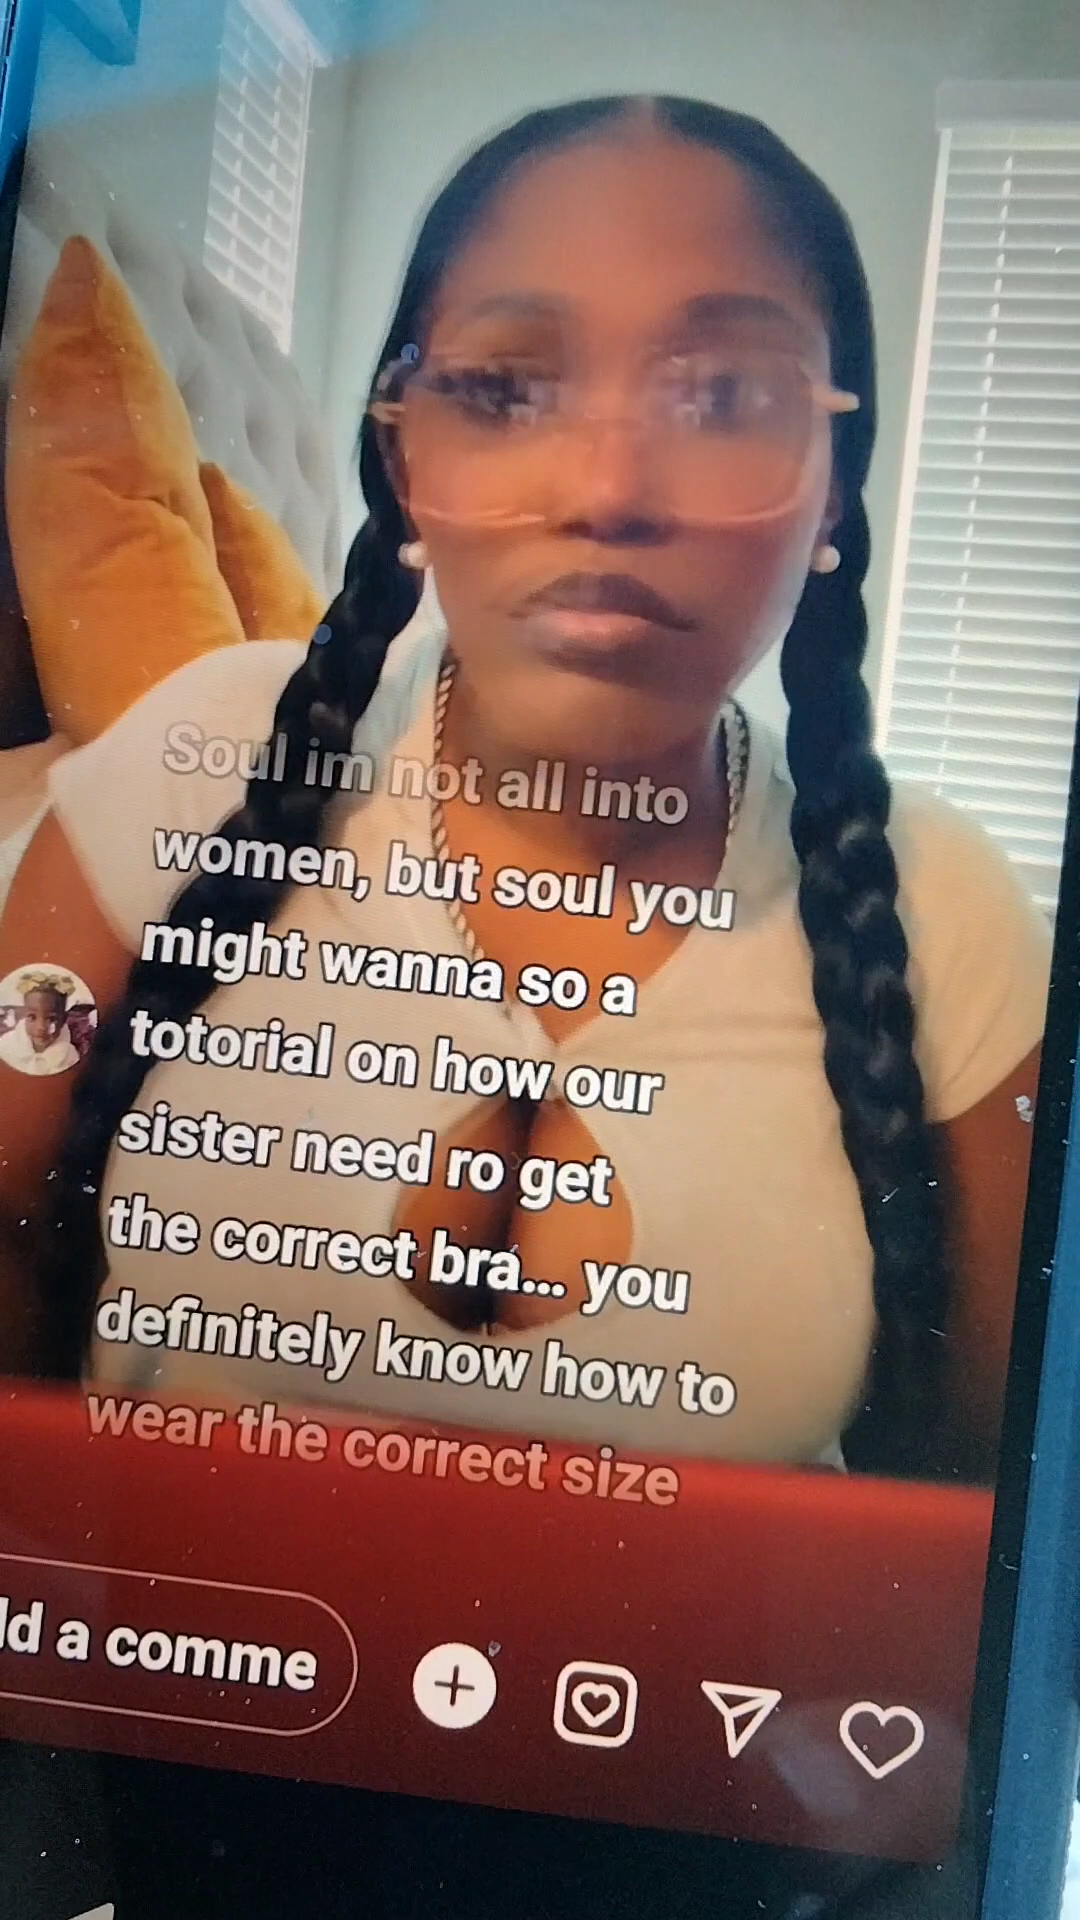 Soul im not all into
women, but soul you
might wanna so a
totorial on how our
sister need ro get
the correct bra... you
definitely know how to
wear the correct size
dd a comme